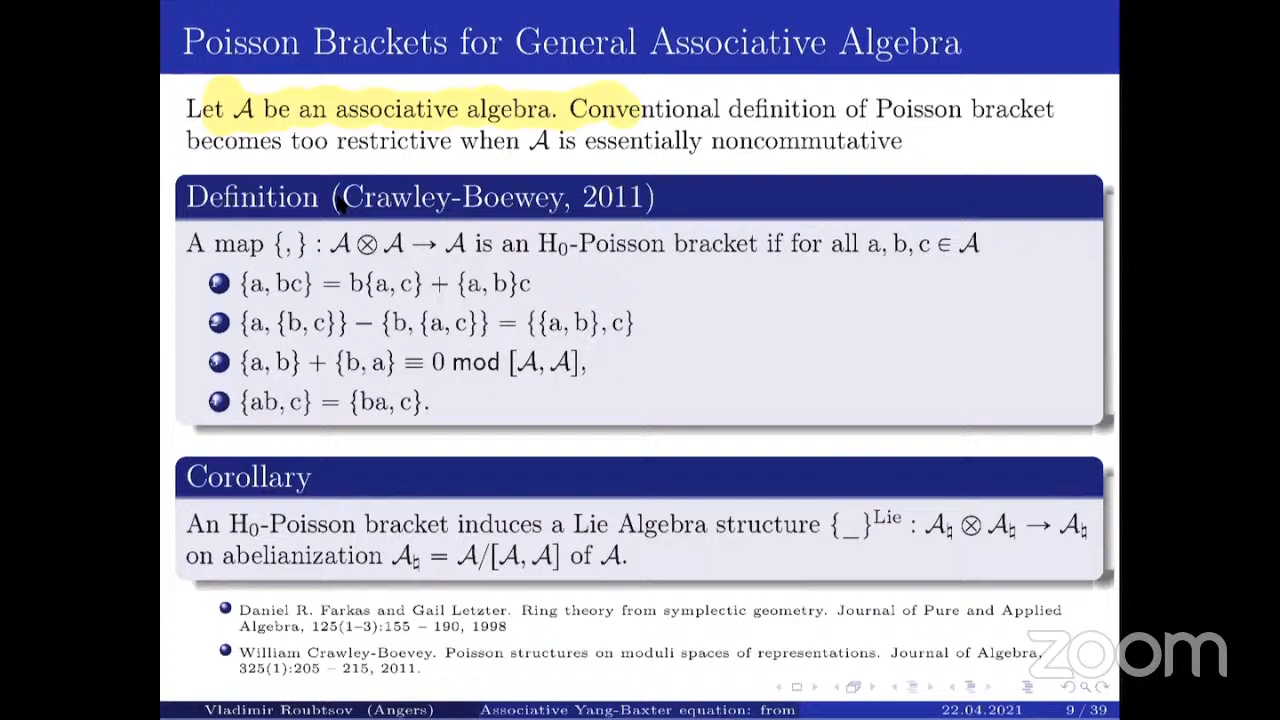 Poisson Brackets for General Associative Algebra
Let 𝒜 be an associative algebra. Conventional definition of Poisson bracket
becomes too restrictive when 𝒜 is essentially noncommutative
Definition (Crawley-Boewey, 2011)
A map {,} : 𝒜 ⊗ 𝒜 → 𝒜 is an H₀-Poisson bracket if for all a, b, c ∈ 𝒜
1 {a, bc} = b{a, c} + {a, b}c
2 {a, {b, c}} − {b, {a, c}} = {{a, b}, c}
3 {a, b} + {b, a} ≡ 0 mod [𝒜, 𝒜],
4 {ab, c} = {ba, c}.
Corollary
An H₀-Poisson bracket induces a Lie Algebra structure {_}ᴸⁱᵉ : 𝒜♮ ⊗ 𝒜♮ → 𝒜♮
on abelianization 𝒜♮ = 𝒜/[𝒜, 𝒜] of 𝒜.
Daniel R. Farkas and Gail Letzter. Ring theory from symplectic geometry. Journal of Pure and Applied
Algebra, 125(1–3):155 – 190, 1998
William Crawley-Boevey. Poisson structures on moduli spaces of representations. Journal of Algebra,
325(1):205 – 215, 2011.
zoom
Vladimir Roubtsov (Angers) Associative Yang-Baxter equation: from 22.04.2021 9 / 39